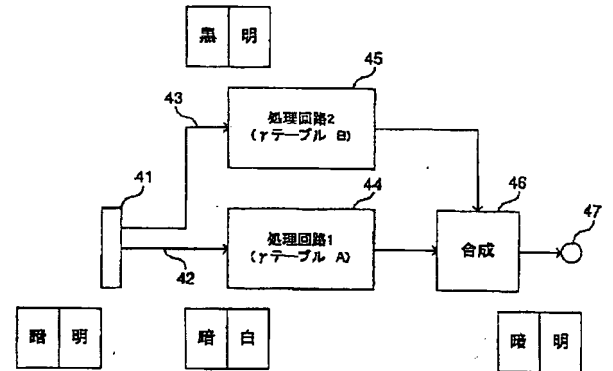 黒 明
45
43
処理回路2
(γテーブル B)
41
44
46
47
処理回路1
(γテーブル A)
合成
42
暗 明
暗 白
暗 明